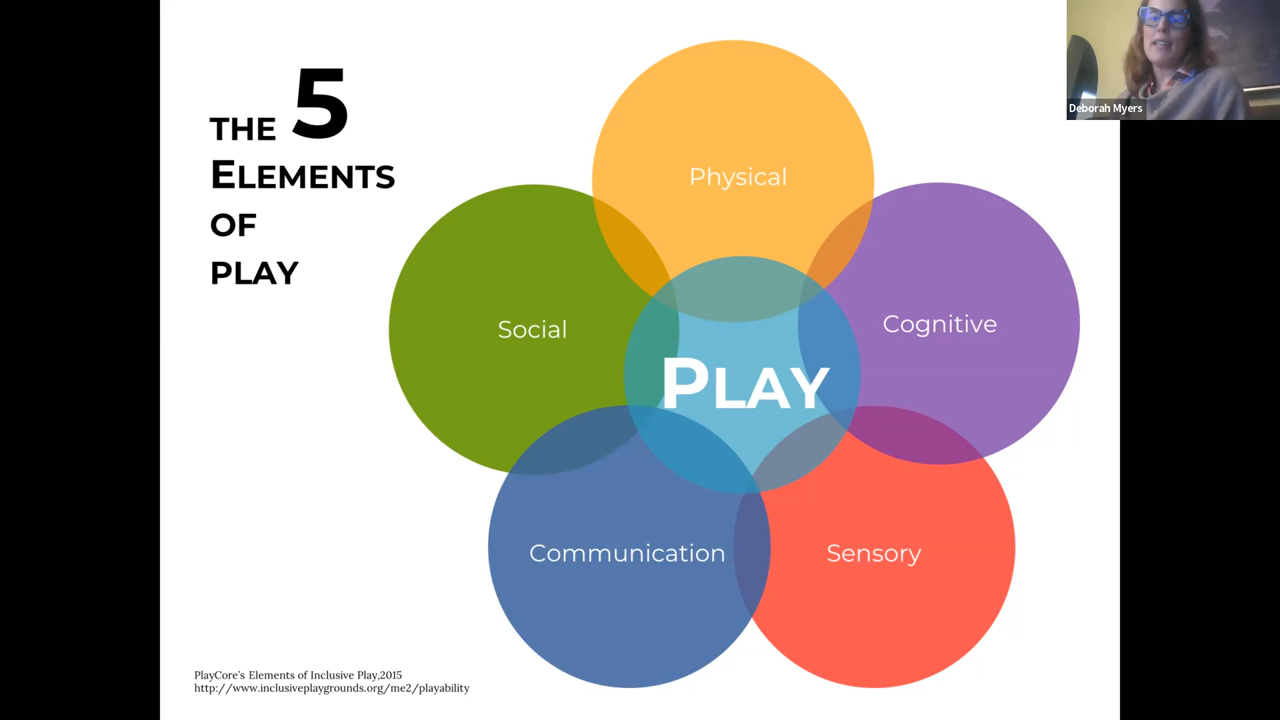 THE 5
ELEMENTS
OF
PLAY
Physical
Social
Cognitive
PLAY
Communication
Sensory
PlayCore's Elements of Inclusive Play,2015
http://www.inclusiveplaygrounds.org/me2/playability
Deborah Myers